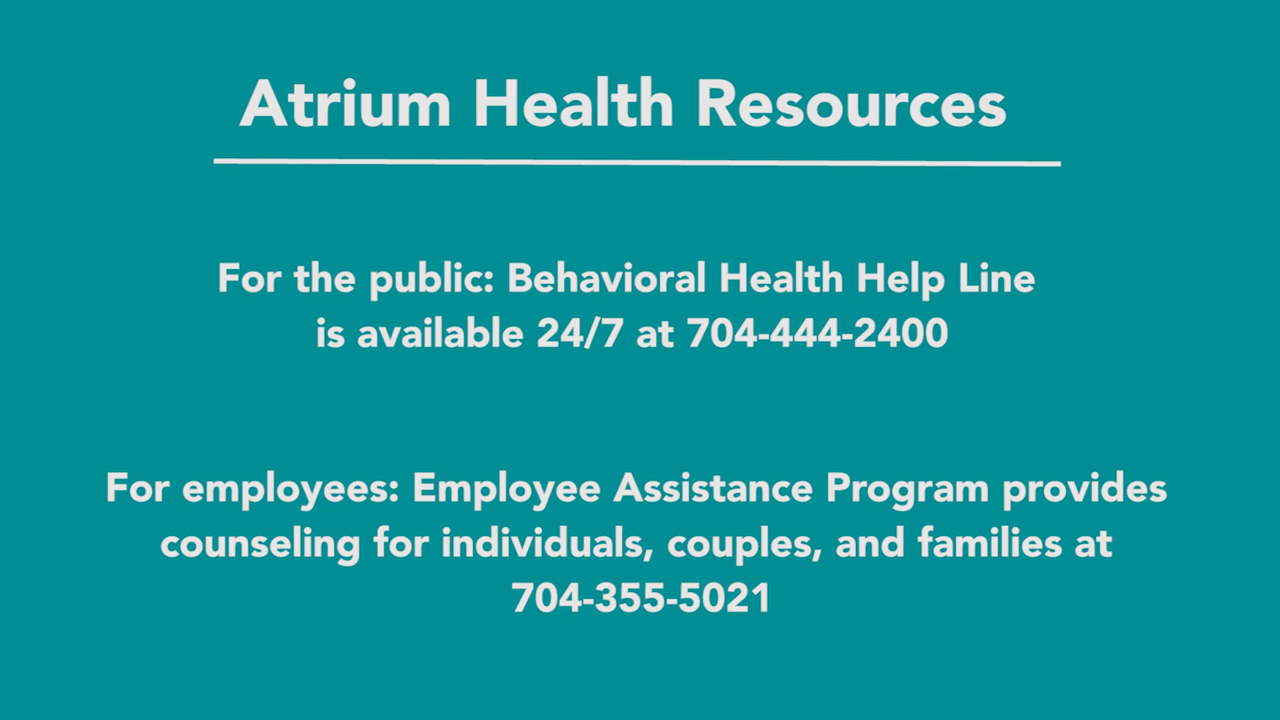 Atrium Health Resources
For the public: Behavioral Health Help Line
is available 24/7 at 704-444-2400
For employees: Employee Assistance Program provides
counseling for individuals, couples, and families at
704-355-5021